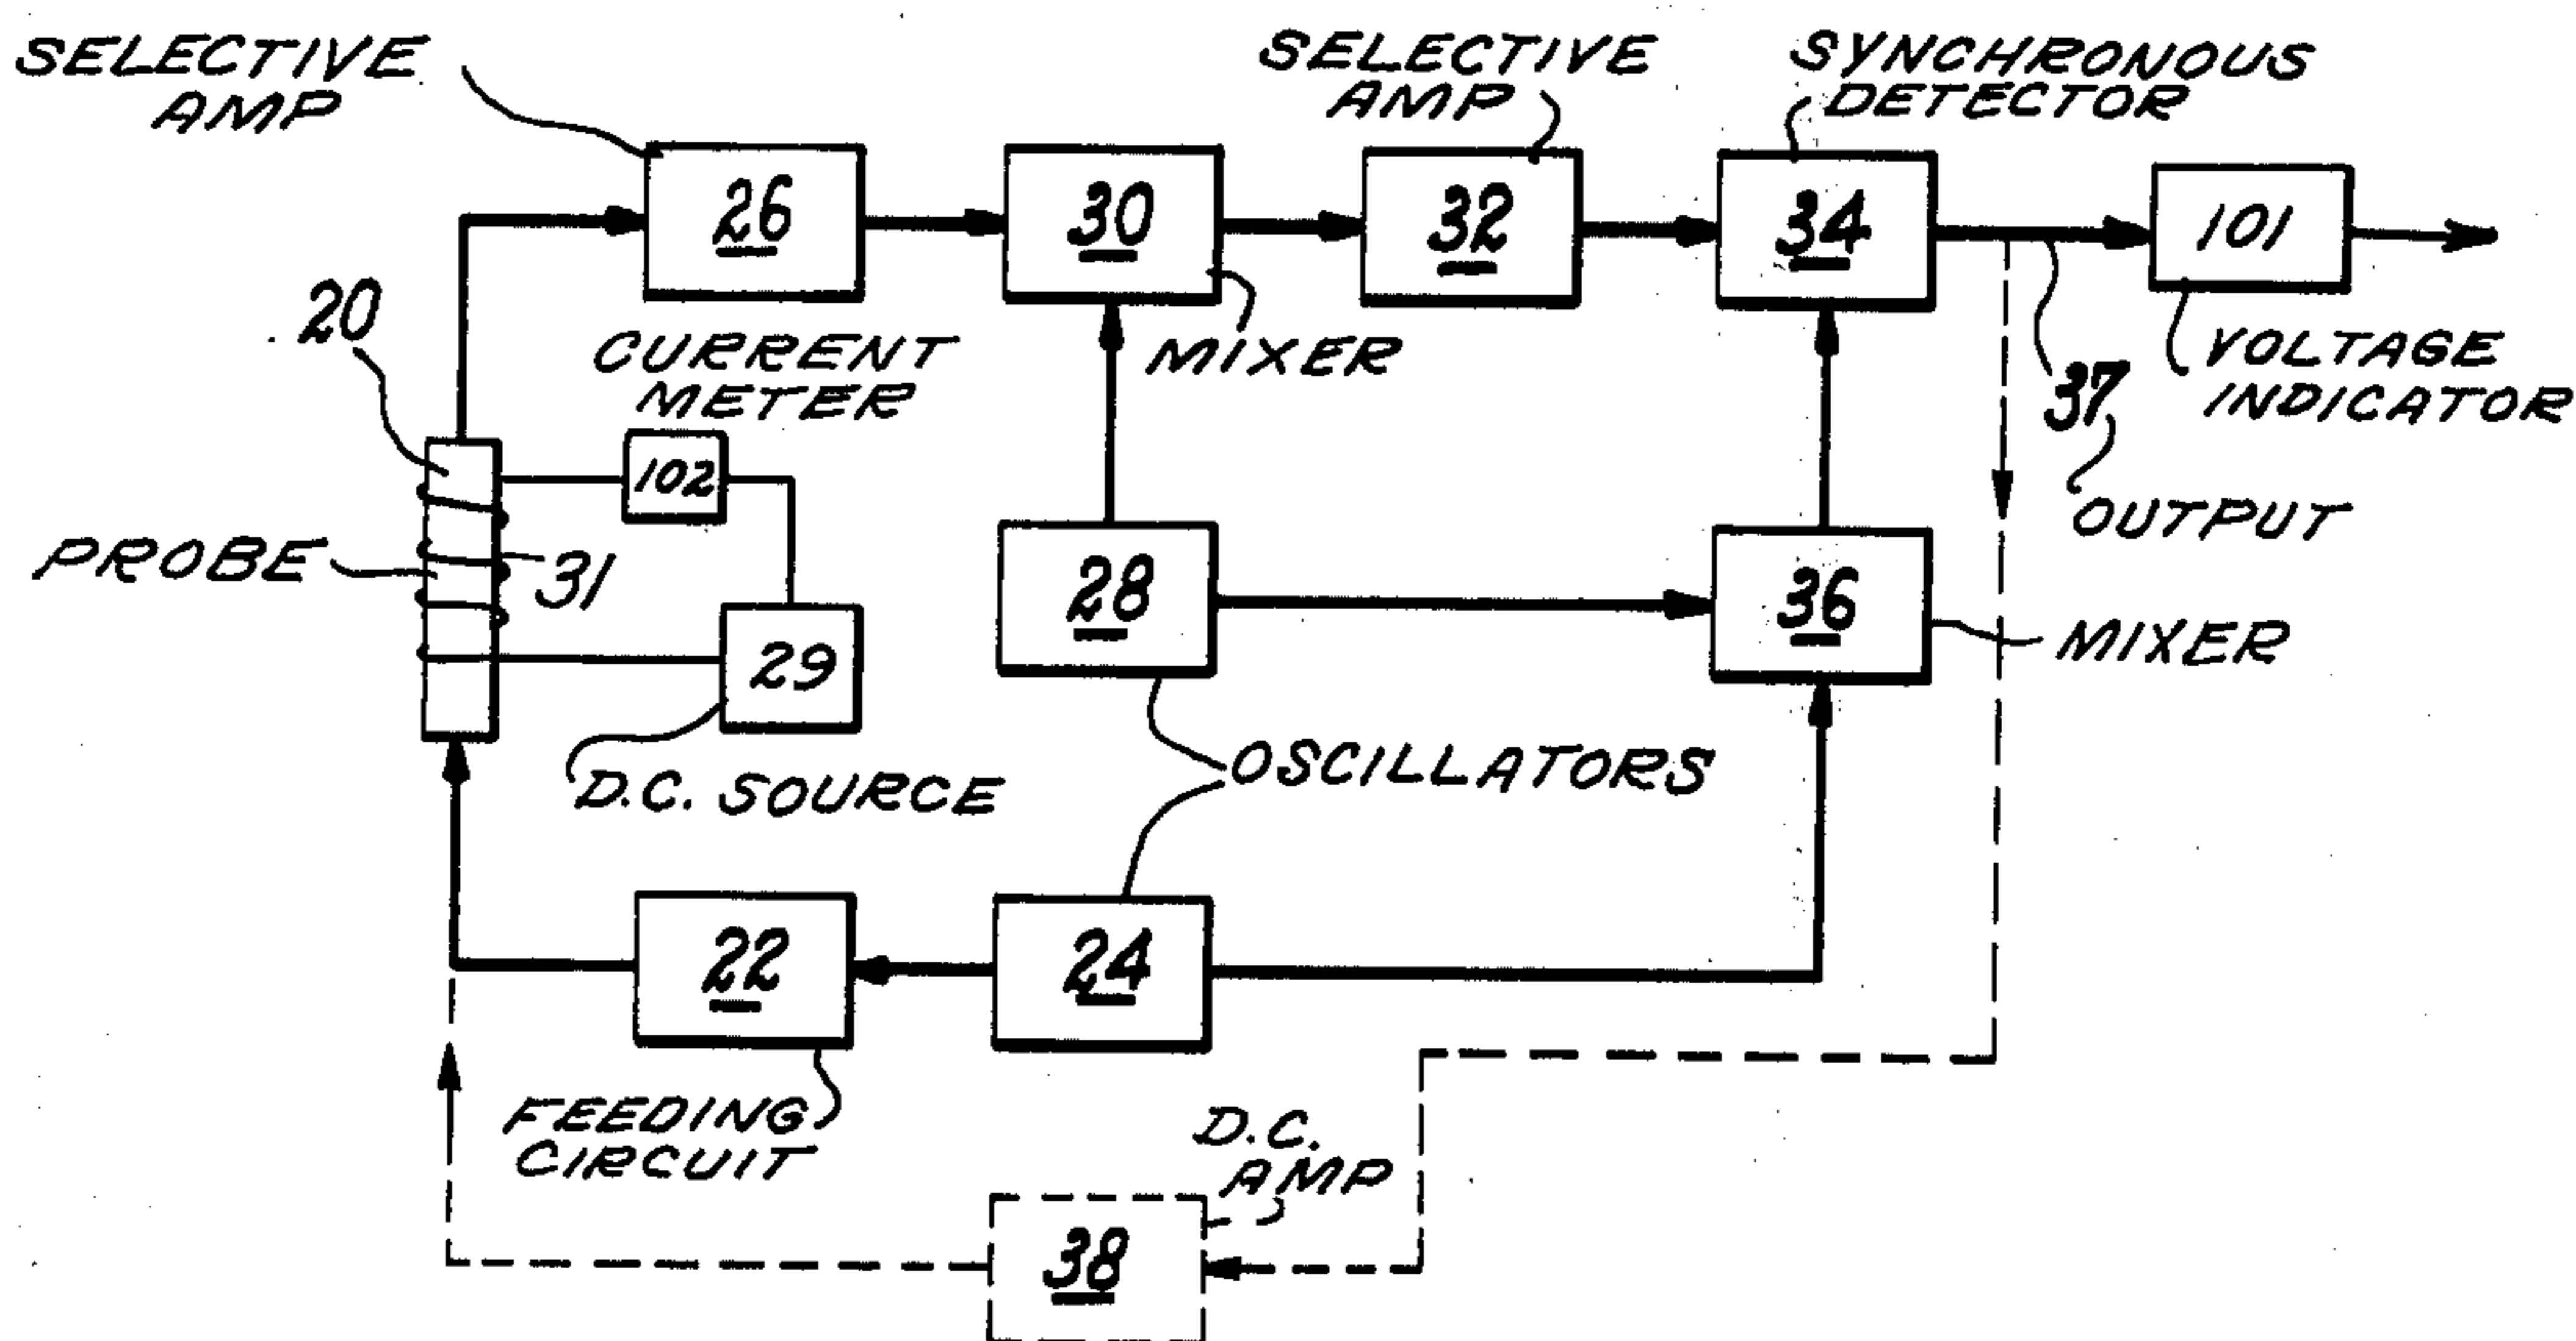 SELECTIVE
AMP
SELECTIVE
AMP
SYNCHRONOUS
DETECTOR
26
30
32
34
101
20
CURRENT
METER
MIXER
VOLTAGE
INDICATOR
37
OUTPUT
102
PROBE
31
28
36
MIXER
29
D.C. SOURCE
OSCILLATORS
22
24
FEEDING
CIRCUIT
D.C.
AMP
38